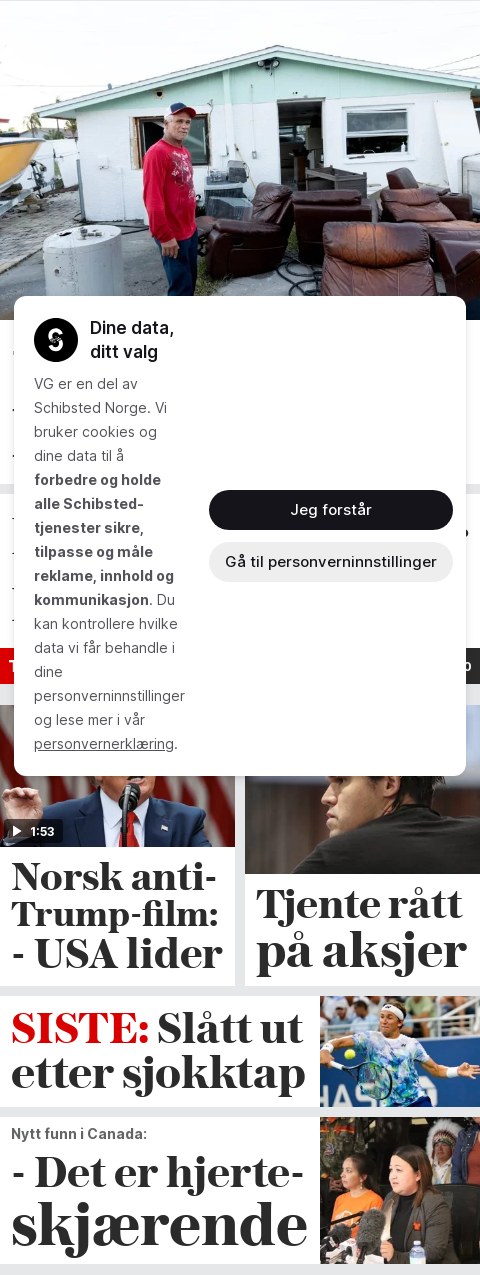 Dine data,
ditt valg
VG er en del av
Schibsted Norge. Vi
bruker cookies og
dine data til å
forbedre og holde
alle Schibsted-
tjenester sikre,
tilpasse og måle
reklame, innhold og
kommunikasjon. Du
kan kontrollere hvilke
data vi får behandle i
dine
personverninnstillinger
og lese mer i vår
personvernerklæring.
Jeg forstår
Gå til personverninnstillinger
1:53
Norsk anti-
Trump-film:
- USA lider
Tjente rått
på aksjer
SISTE: Slått ut
etter sjokktap
Nytt funn i Canada:
- Det er hjerte-
skjærende